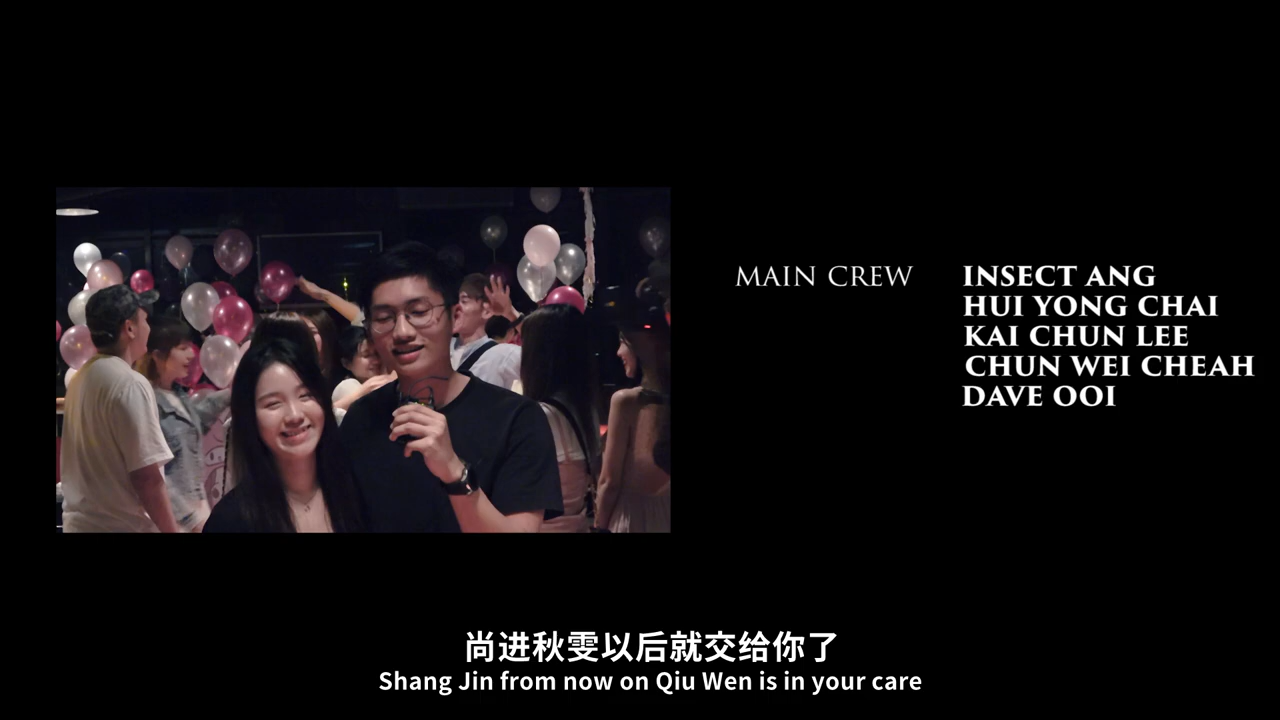 MAIN CREW
INSECT ANG
HUI YONG CHAI
KAI CHUN LEE
CHUN WEI CHEAH
DAVE OOI
尚进秋雯以后就交给你了
Shang Jin from now on Qiu Wen is in your care